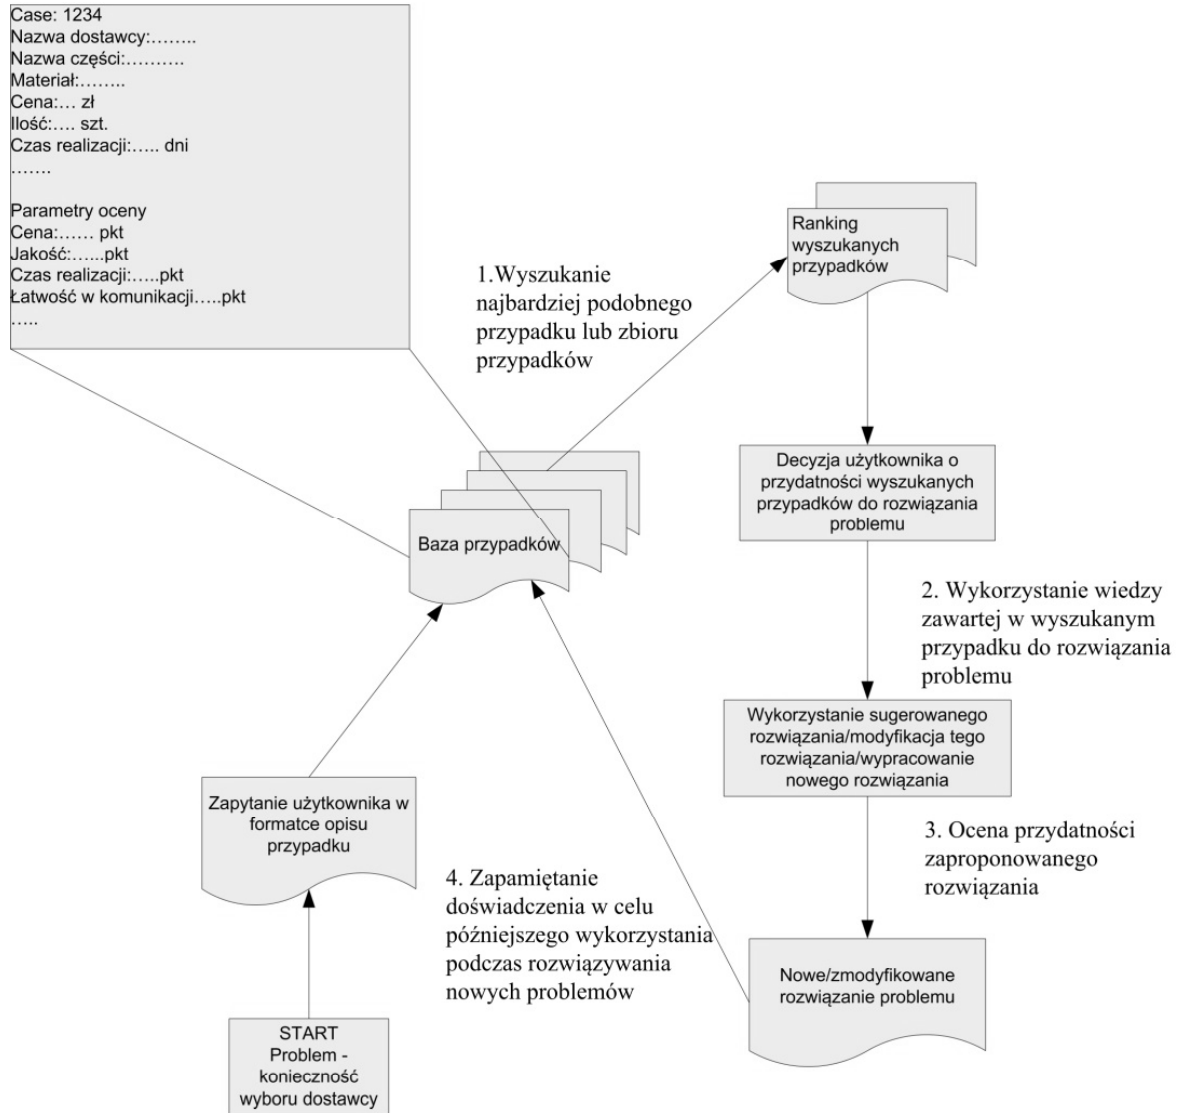 Case: 1234
Nazwa dostawcy:……..
Nazwa części:……….
Materiał:……..
Cena:… zł
Ilość:…. szt.
Czas realizacji:….. dni
…….
Parametry oceny
Cena:…… pkt
Jakość:…...pkt
Czas realizacji:…..pkt
Łatwość w komunikacji…..pkt
…..
1.Wyszukanie
najbardziej podobnego
przypadku lub zbioru
przypadków
Ranking
wyszukanych
przypadków
Decyzja użytkownika o
przydatności wyszukanych
przypadków do rozwiązania
problemu
Baza przypadków
2. Wykorzystanie wiedzy
zawartej w wyszukanym
przypadku do rozwiązania
problemu
Wykorzystanie sugerowanego
rozwiązania/modyfikacja tego
rozwiązania/wypracowanie
nowego rozwiązania
Zapytanie użytkownika w
formatce opisu
przypadku
3. Ocena przydatności
zaproponowanego
rozwiązania
4. Zapamiętanie
doświadczenia w celu
późniejszego wykorzystania
podczas rozwiązywania
nowych problemów
Nowe/zmodyfikowane
rozwiązanie problemu
START
Problem -
konieczność
wyboru dostawcy